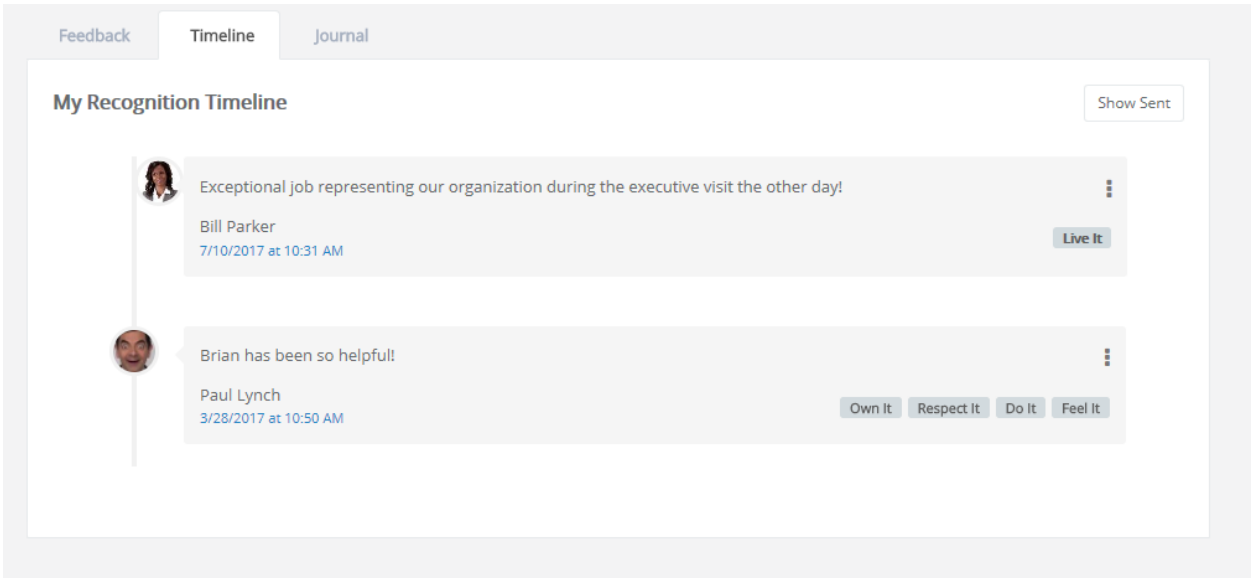 Feedback Timeline Journal
My Recognition Timeline Show Sent
Exceptional job representing our organization during the executive visit the other day!
Bill Parker
7/10/2017 at 10:31 AM
Live It
Brian has been so helpful!
Paul Lynch
3/28/2017 at 10:50 AM
Own It Respect It Do It Feel It